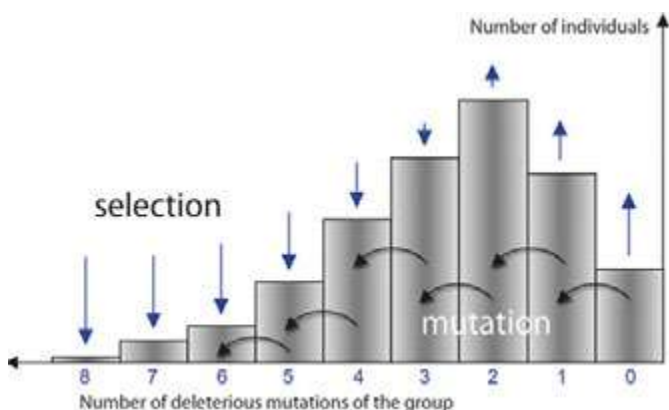 Number of individuals
selection
mutation
8 7 6 5 4 3 2 1 0
Number of deleterious mutations of the group